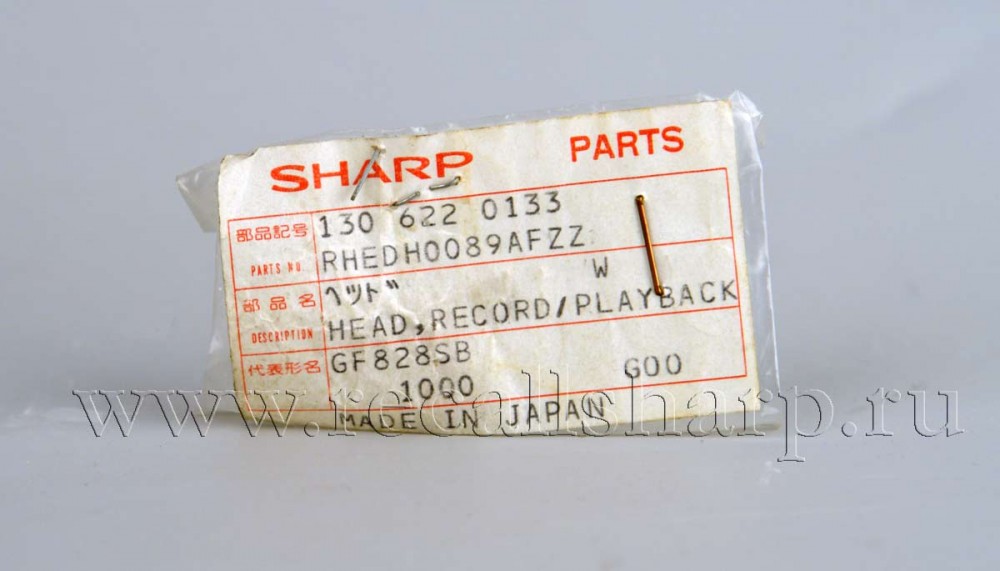 SHARP PARTS
部品記号 130 622 0133
PARTS NO. RHEDH0089AFZZ
W
部品名 ヘツド
DESCRIPTION HEAD,RECORD/PLAYBACK
代表形名 GF828SB
1000 G00
MADE IN JAPAN
www.recallsharp.ru